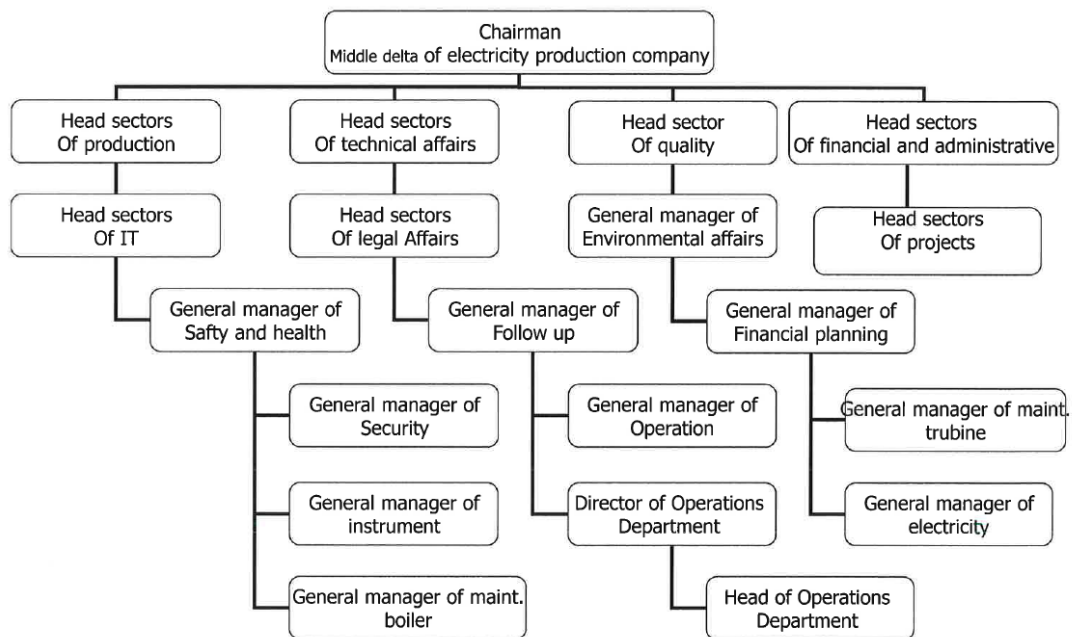 Chairman
Middle delta of electricity production company
Head sectors
Of production
Head sectors
Of technical affairs
Head sector
Of quality
Head sectors
Of financial and administrative
Head sectors
Of IT
Head sectors
Of legal Affairs
General manager of
Environmental affairs
Head sectors
Of projects
General manager of
Safty and health
General manager of
Follow up
General manager of
Financial planning
General manager of
Security
General manager of
Operation
General manager of maint.
trubine
General manager of
instrument
Director of Operations
Department
General manager of
electricity
General manager of maint.
boiler
Head of Operations
Department